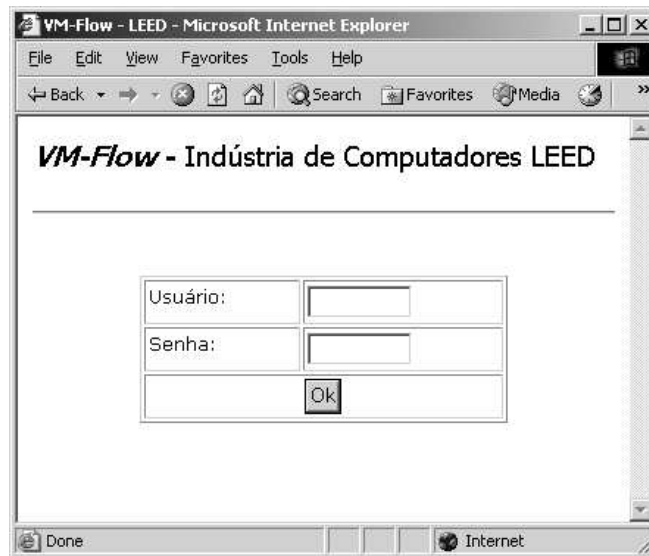 VM-Flow - LEED - Microsoft Internet Explorer
File Edit View Favorites Tools Help
Back Search Favorites Media »
VM-Flow - Indústria de Computadores LEED
Usuário:
Senha:
Ok
Done Internet